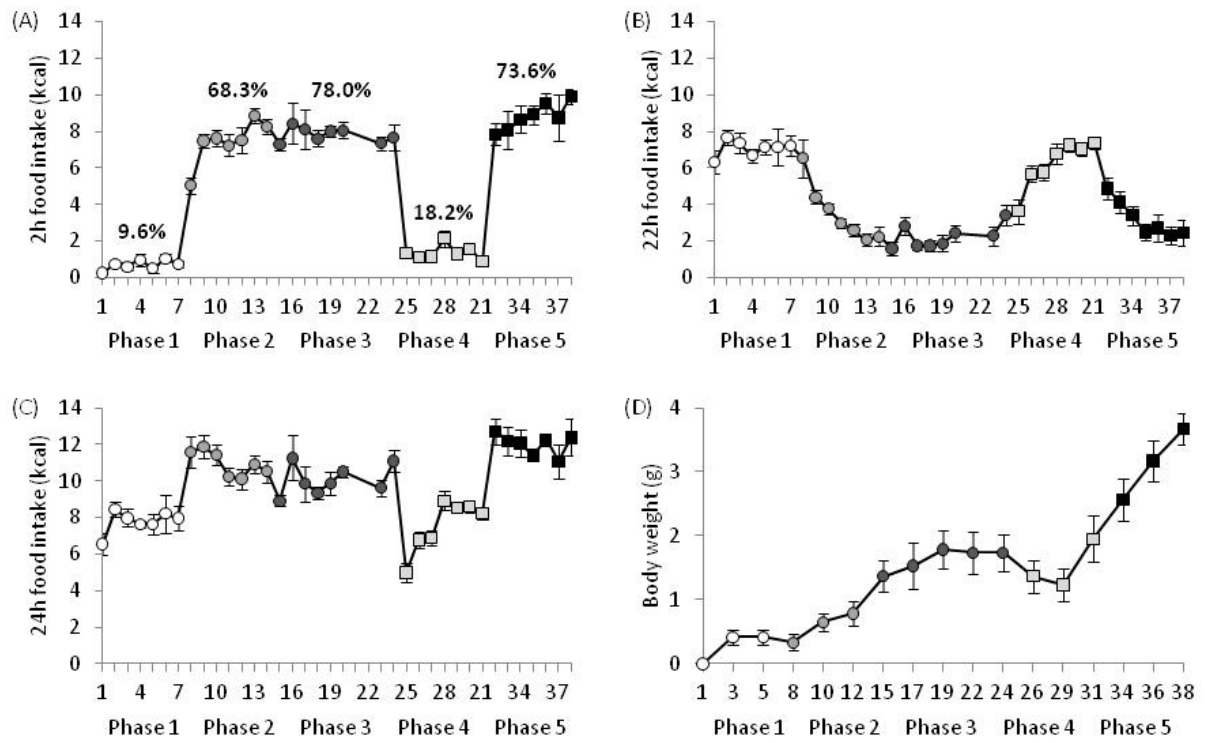 (A)
2h food intake (kcal)
14
12
10
8
6
4
2
0
9.6%
68.3%
78.0%
18.2%
73.6%
1 4 7 10 13 16 19 22 25 28 21 34 37
Phase 1 Phase 2 Phase 3 Phase 4 Phase 5
(B)
22h food intake (kcal)
14
12
10
8
6
4
2
0
1 4 7 10 13 16 19 22 25 28 21 34 37
Phase 1 Phase 2 Phase 3 Phase 4 Phase 5
(C)
24h food intake (kcal)
14
12
10
8
6
4
2
0
1 4 7 10 13 16 19 22 25 28 21 34 37
Phase 1 Phase 2 Phase 3 Phase 4 Phase 5
(D)
Body weight (g)
4
3
2
1
0
1 3 5 8 10 12 15 17 19 22 24 26 29 31 34 36 38
Phase 1 Phase 2 Phase 3 Phase 4 Phase 5